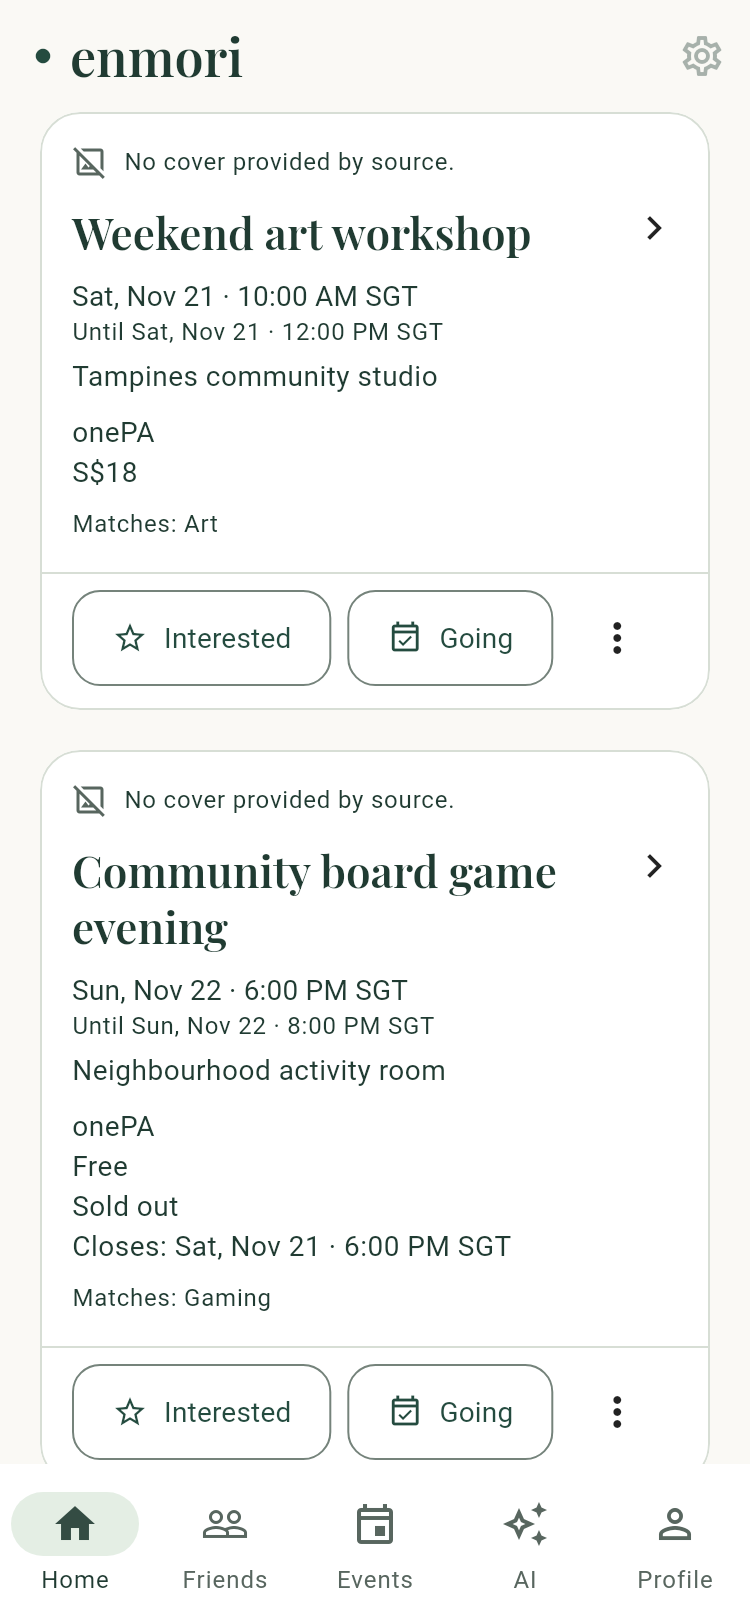 enmori
No cover provided by source.
Weekend art workshop
Sat, Nov 21 · 10:00 AM SGT
Until Sat, Nov 21 · 12:00 PM SGT
Tampines community studio
onePA
S$18
Matches: Art
Interested
Going
No cover provided by source.
Community board game
evening
Sun, Nov 22 · 6:00 PM SGT
Until Sun, Nov 22 · 8:00 PM SGT
Neighbourhood activity room
onePA
Free
Sold out
Closes: Sat, Nov 21 · 6:00 PM SGT
Matches: Gaming
Interested
Going
Home
Friends
Events
AI
Profile